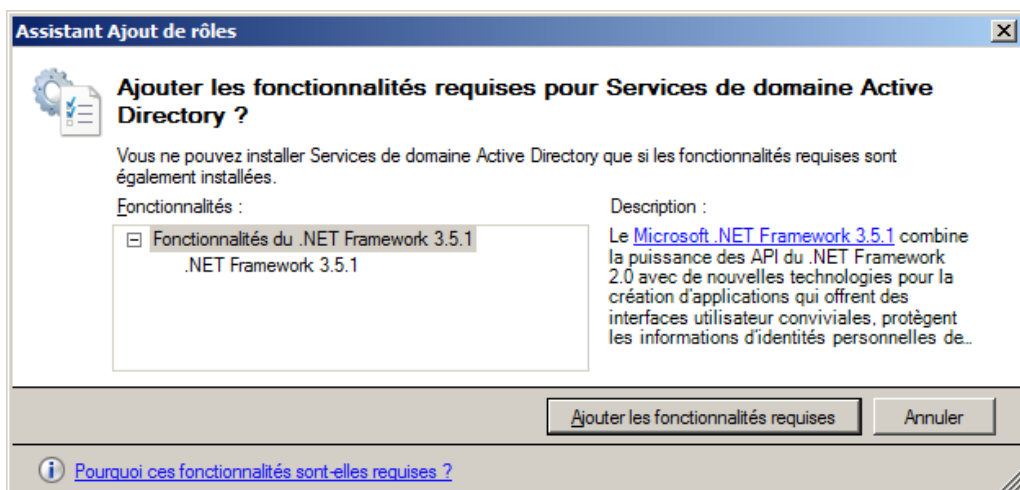 Assistant Ajout de rôles
Ajouter les fonctionnalités requises pour Services de domaine Active
Directory ?
Vous ne pouvez installer Services de domaine Active Directory que si les fonctionnalités requises sont
également installées.
Fonctionnalités :
Fonctionnalités du .NET Framework 3.5.1
.NET Framework 3.5.1
Description :
Le Microsoft .NET Framework 3.5.1 combine
la puissance des API du .NET Framework
2.0 avec de nouvelles technologies pour la
création d'applications qui offrent des
interfaces utilisateur conviviales, protègent
les informations d'identités personnelles de...
Ajouter les fonctionnalités requises
Annuler
Pourquoi ces fonctionnalités sont-elles requises ?